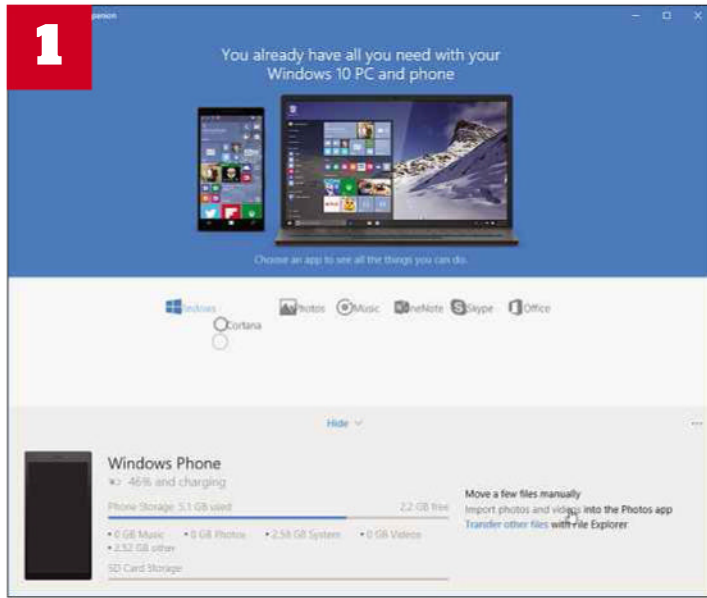 1
You already have all you need with your
Windows 10 PC and phone
Choose an app to see all the things you can do.
Windows
Cortana
Photos
Music
OneNote
Skype
Office
Hide
Windows Phone
46% and charging
Phone Storage 5.1 GB used
2.2 GB free
• 0 GB Music • 0 GB Photos • 2.58 GB System • 0 GB Videos
• 2.52 GB other
SD Card Storage
Move a few files manually
Import photos and videos into the Photos app
Transfer other files with File Explorer